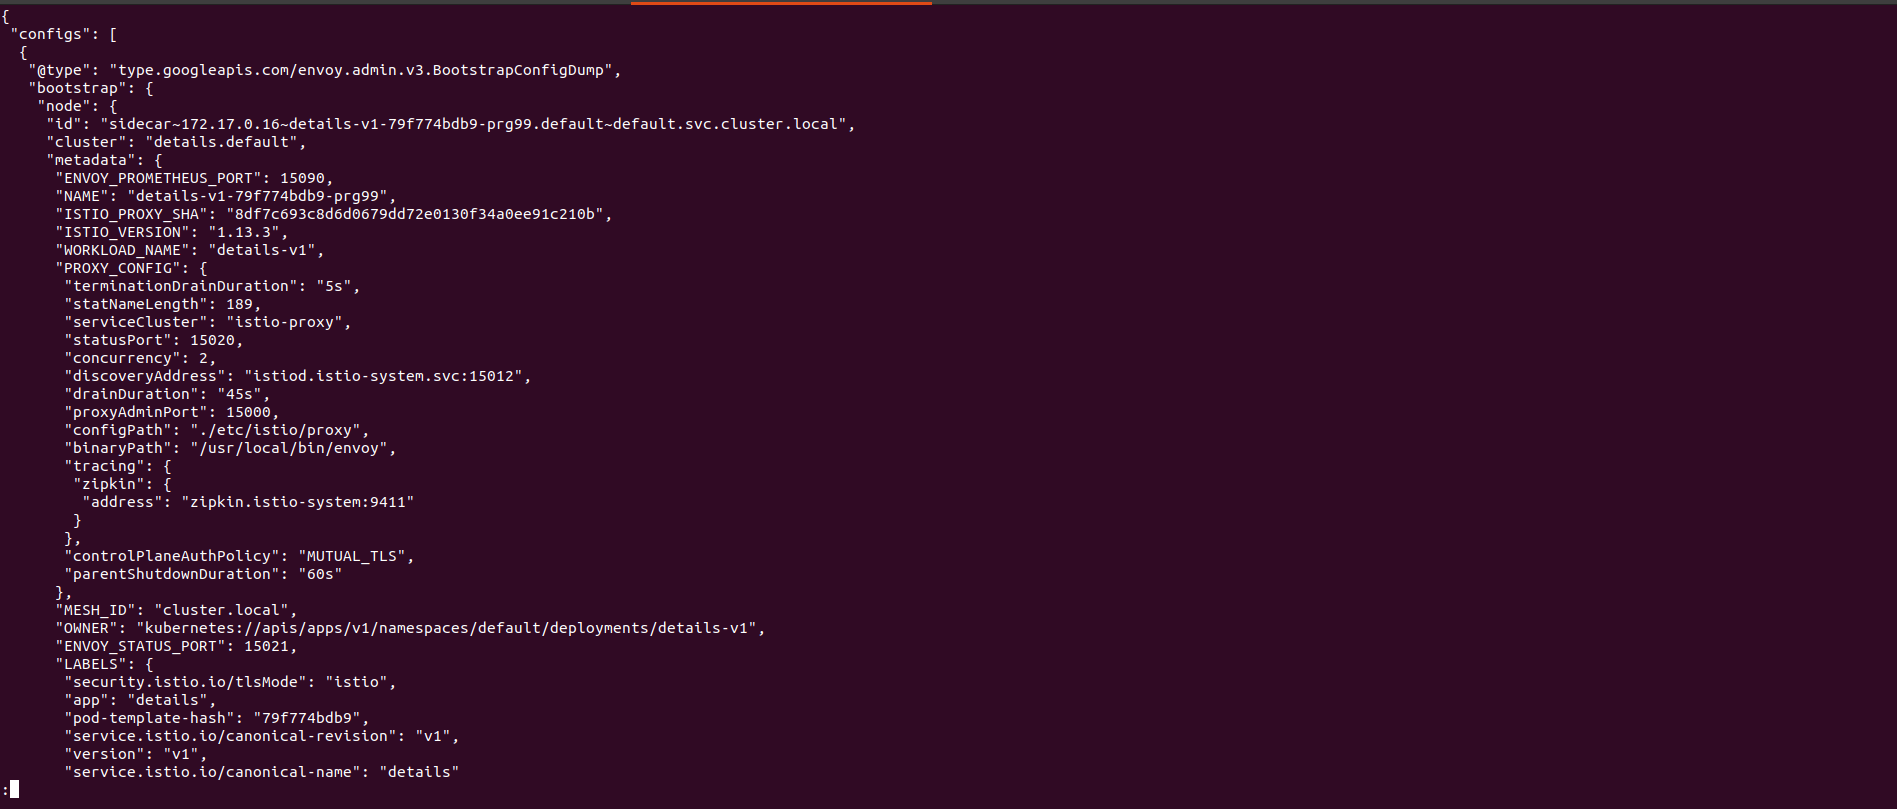 {
 "configs": [
  {
   "@type": "type.googleapis.com/envoy.admin.v3.BootstrapConfigDump",
   "bootstrap": {
    "node": {
     "id": "sidecar~172.17.0.16~details-v1-79f774bdb9-prg99.default~default.svc.cluster.local",
     "cluster": "details.default",
     "metadata": {
      "ENVOY_PROMETHEUS_PORT": 15090,
      "NAME": "details-v1-79f774bdb9-prg99",
      "ISTIO_PROXY_SHA": "8df7c693c8d6d0679dd72e0130f34a0ee91c210b",
      "ISTIO_VERSION": "1.13.3",
      "WORKLOAD_NAME": "details-v1",
      "PROXY_CONFIG": {
       "terminationDrainDuration": "5s",
       "statNameLength": 189,
       "serviceCluster": "istio-proxy",
       "statusPort": 15020,
       "concurrency": 2,
       "discoveryAddress": "istiod.istio-system.svc:15012",
       "drainDuration": "45s",
       "proxyAdminPort": 15000,
       "configPath": "./etc/istio/proxy",
       "binaryPath": "/usr/local/bin/envoy",
       "tracing": {
        "zipkin": {
         "address": "zipkin.istio-system:9411"
        }
       },
       "controlPlaneAuthPolicy": "MUTUAL_TLS",
       "parentShutdownDuration": "60s"
      },
      "MESH_ID": "cluster.local",
      "OWNER": "kubernetes://apis/apps/v1/namespaces/default/deployments/details-v1",
      "ENVOY_STATUS_PORT": 15021,
      "LABELS": {
       "security.istio.io/tlsMode": "istio",
       "app": "details",
       "pod-template-hash": "79f774bdb9",
       "service.istio.io/canonical-revision": "v1",
       "version": "v1",
       "service.istio.io/canonical-name": "details"
: